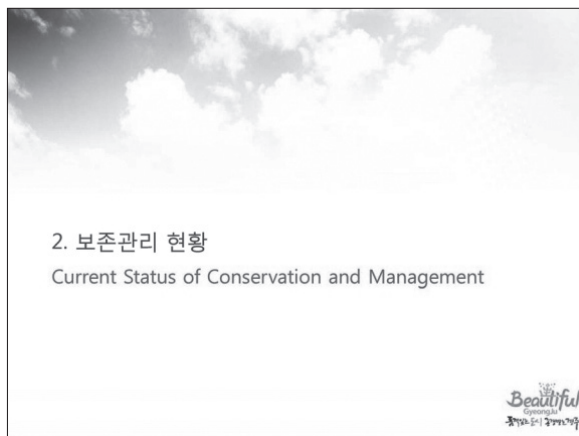 2. 보존관리 현황
Current Status of Conservation and Management
Beautiful
GyeongJu